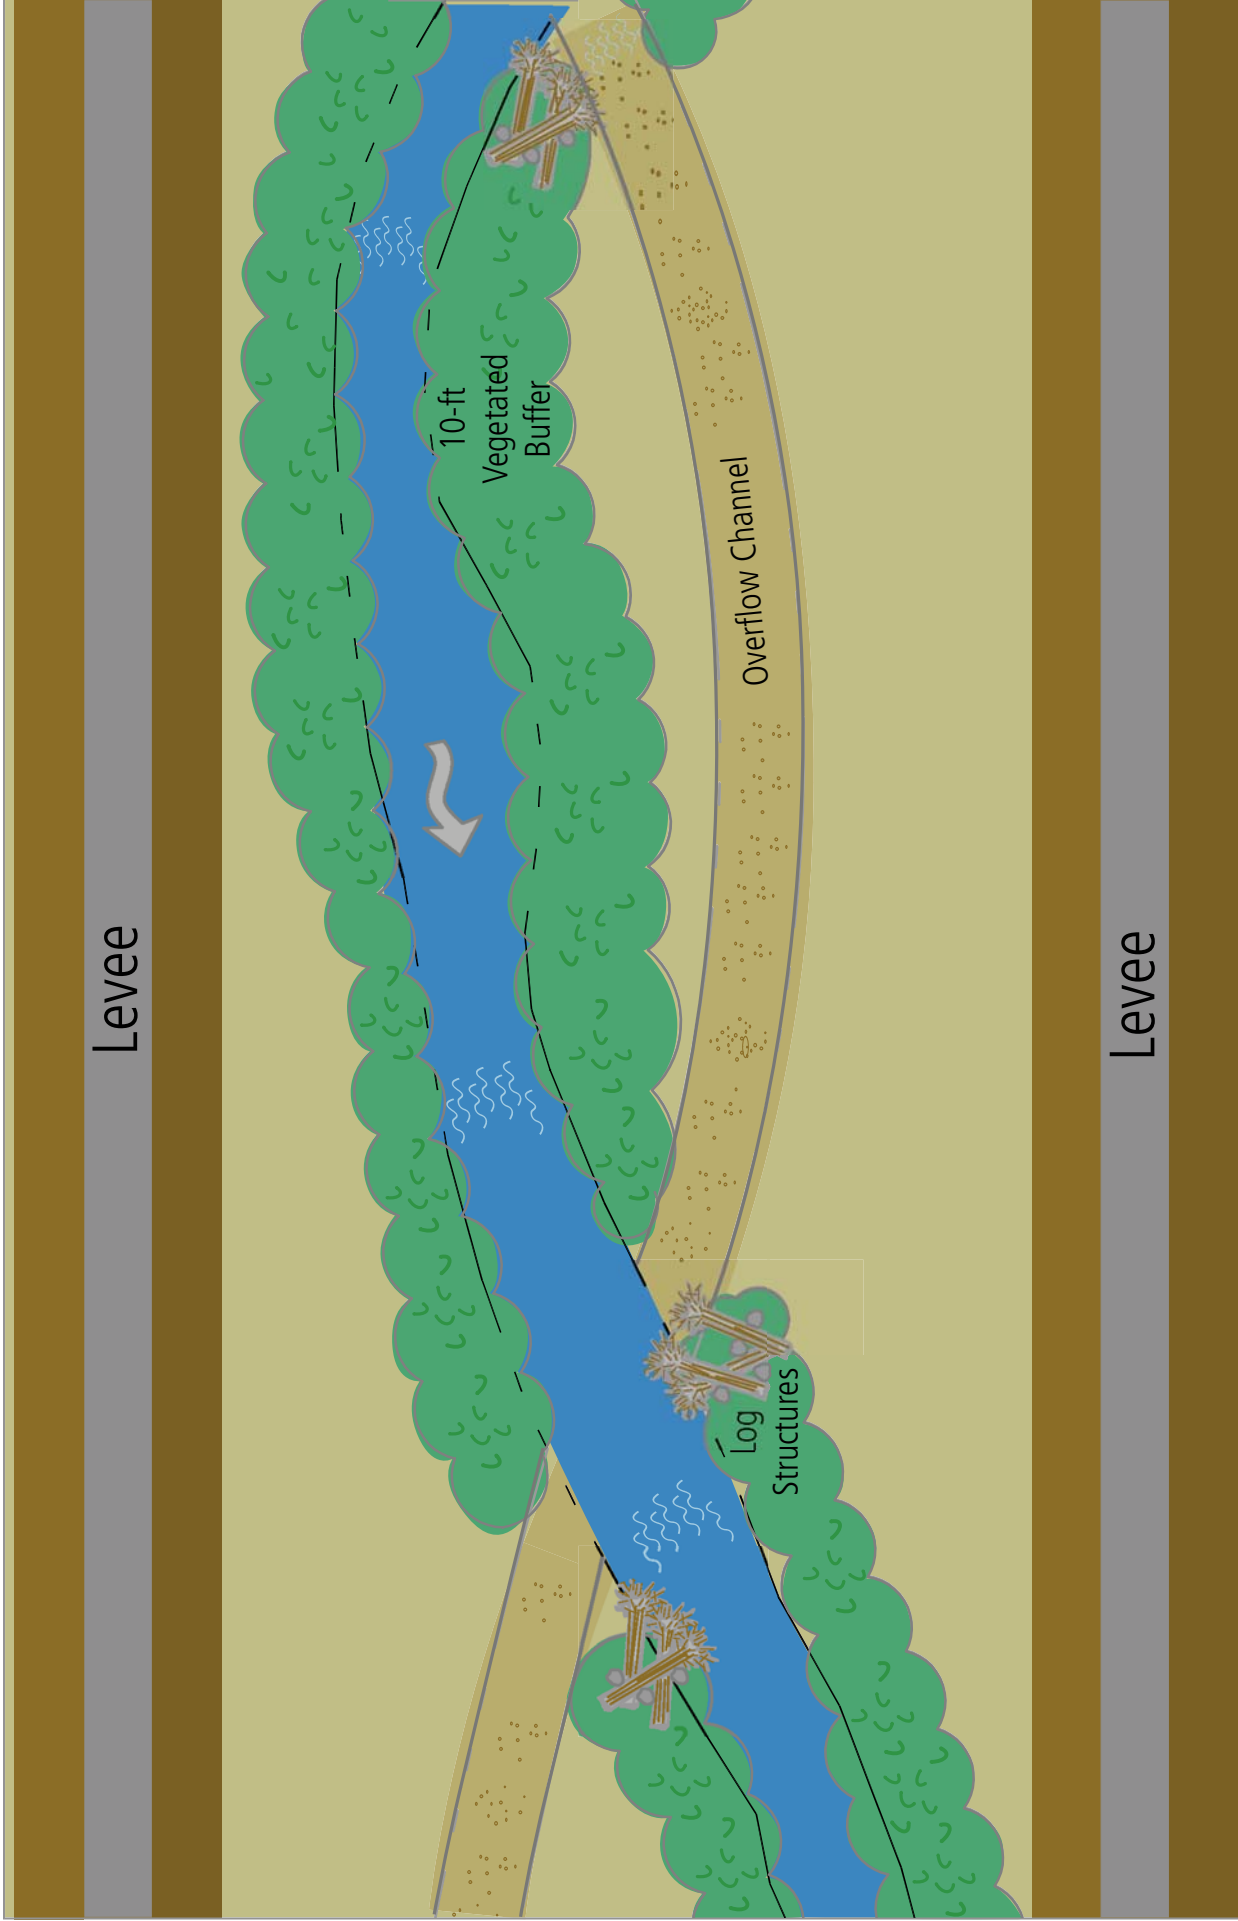 Levee
10-ft
Vegetated
Buffer
Overflow Channel
Log
Structures
Levee